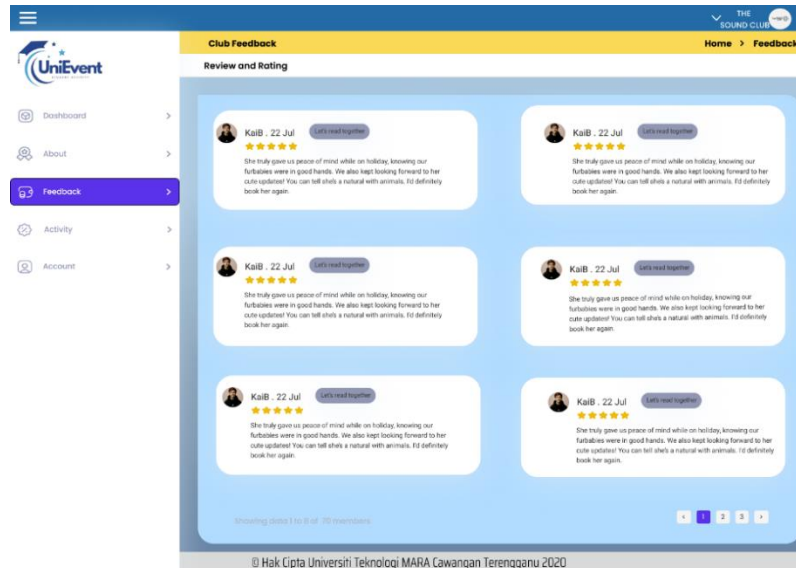 THE
SOUND CLUB
UniEvent
Club Feedback
Home > Feedback
Review and Rating
Dashboard
About
Feedback
Activity
Account
KaiB . 22 Jul Let's read together
She truly gave us peace of mind while on holiday, knowing our
furbabies were in good hands. We also kept looking forward to her
cute updates! You can tell she's a natural with animals. I'd definitely
book her again.
KaiB . 22 Jul Let's read together
She truly gave us peace of mind while on holiday, knowing our
furbabies were in good hands. We also kept looking forward to her
cute updates! You can tell she's a natural with animals. I'd definitely
book her again.
KaiB . 22 Jul Let's read together
She truly gave us peace of mind while on holiday, knowing our
furbabies were in good hands. We also kept looking forward to her
cute updates! You can tell she's a natural with animals. I'd definitely
book her again.
KaiB . 22 Jul Let's read together
She truly gave us peace of mind while on holiday, knowing our
furbabies were in good hands. We also kept looking forward to her
cute updates! You can tell she's a natural with animals. I'd definitely
book her again.
KaiB . 22 Jul Let's read together
She truly gave us peace of mind while on holiday, knowing our
furbabies were in good hands. We also kept looking forward to her
cute updates! You can tell she's a natural with animals. I'd definitely
book her again.
KaiB . 22 Jul Let's read together
She truly gave us peace of mind while on holiday, knowing our
furbabies were in good hands. We also kept looking forward to her
cute updates! You can tell she's a natural with animals. I'd definitely
book her again.
Showing data 1 to 8 of members
‹ 1 2 3 ›
© Hak Cipta Universiti Teknologi MARA Cawangan Terengganu 2020